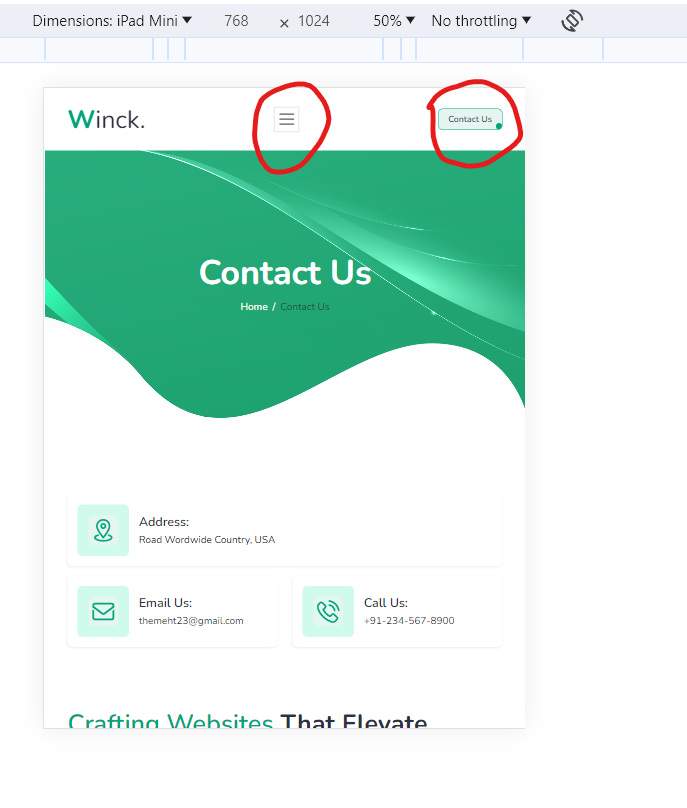 Dimensions: iPad Mini 768 × 1024 50% No throttling
Winck. Contact Us
Contact Us
Home / Contact Us
Address:
Road Wordwide Country, USA
Email Us: Call Us:
themeht23@gmail.com +91-234-567-8900
Crafting Websites That Elevate